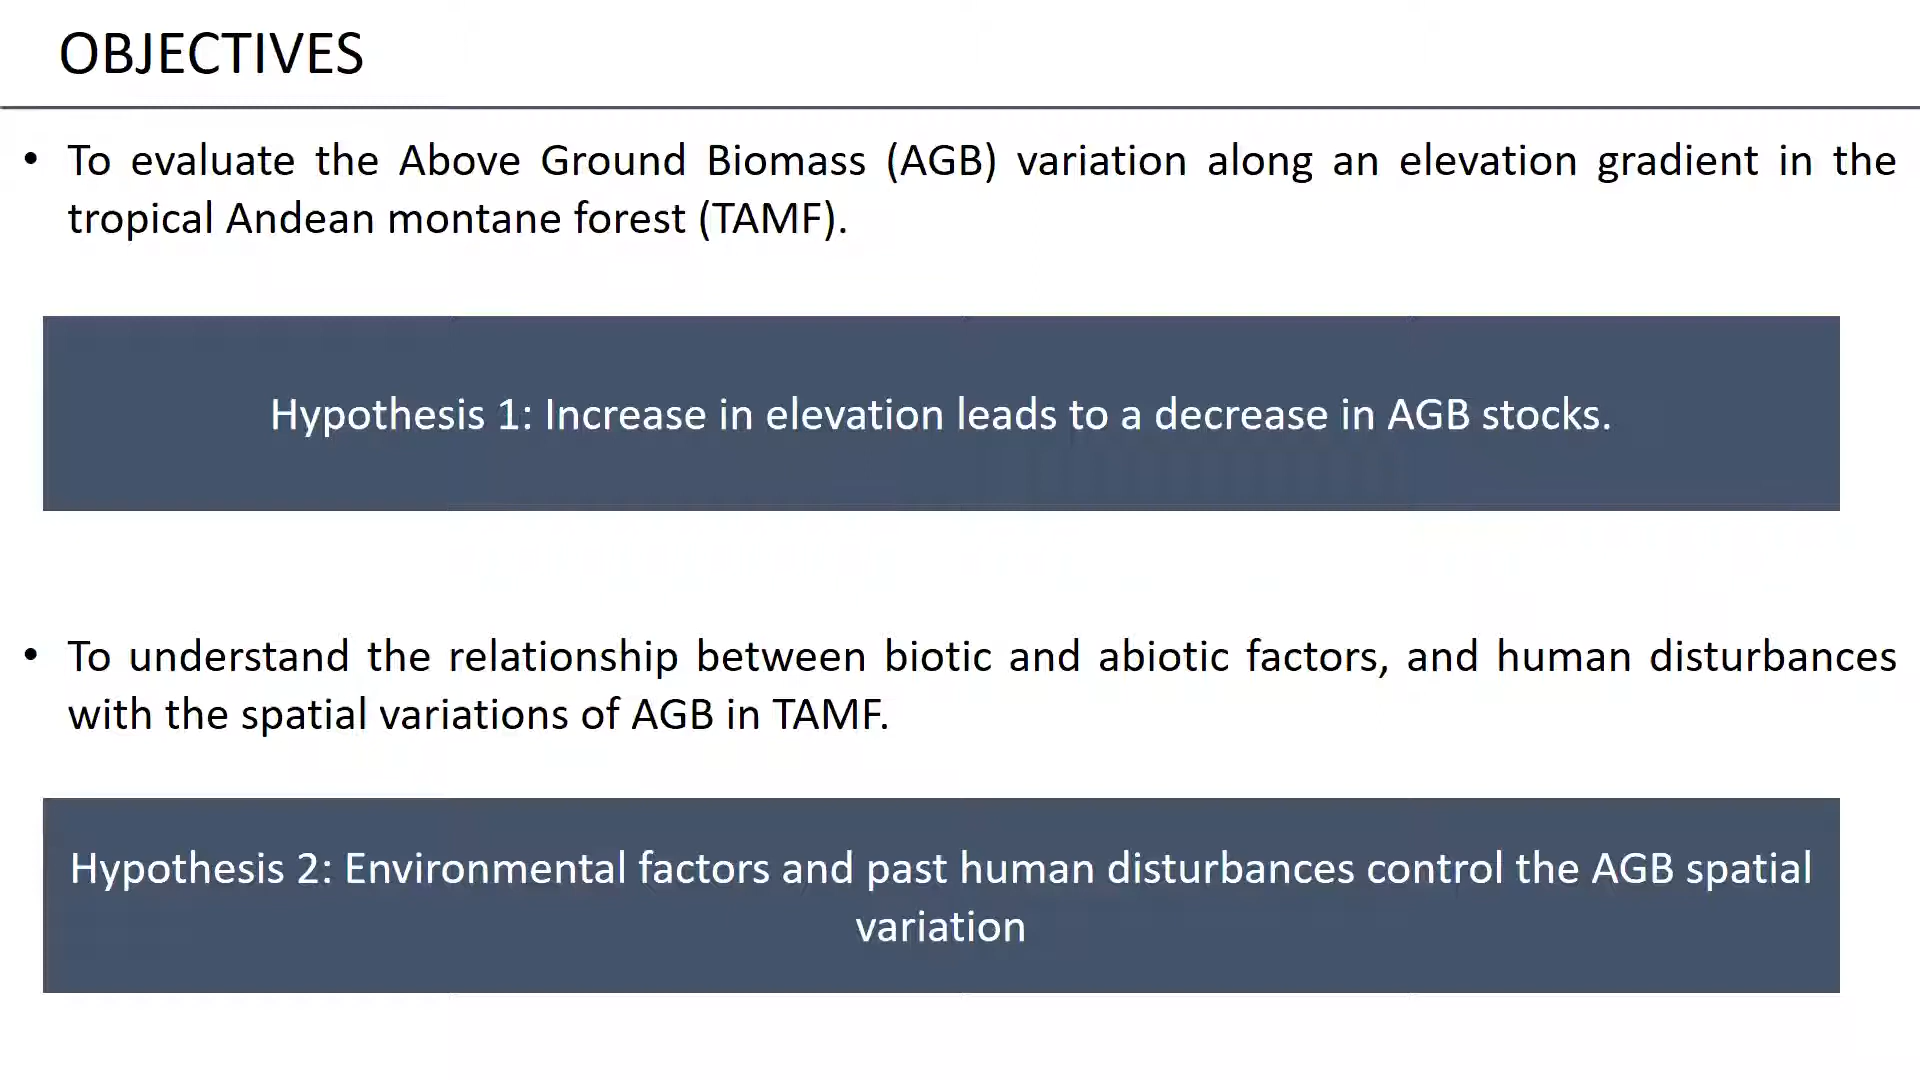 OBJECTIVES
• To evaluate the Above Ground Biomass (AGB) variation along an elevation gradient in the
tropical Andean montane forest (TAMF).
Hypothesis 1: Increase in elevation leads to a decrease in AGB stocks.
• To understand the relationship between biotic and abiotic factors, and human disturbances
with the spatial variations of AGB in TAMF.
Hypothesis 2: Environmental factors and past human disturbances control the AGB spatial
variation